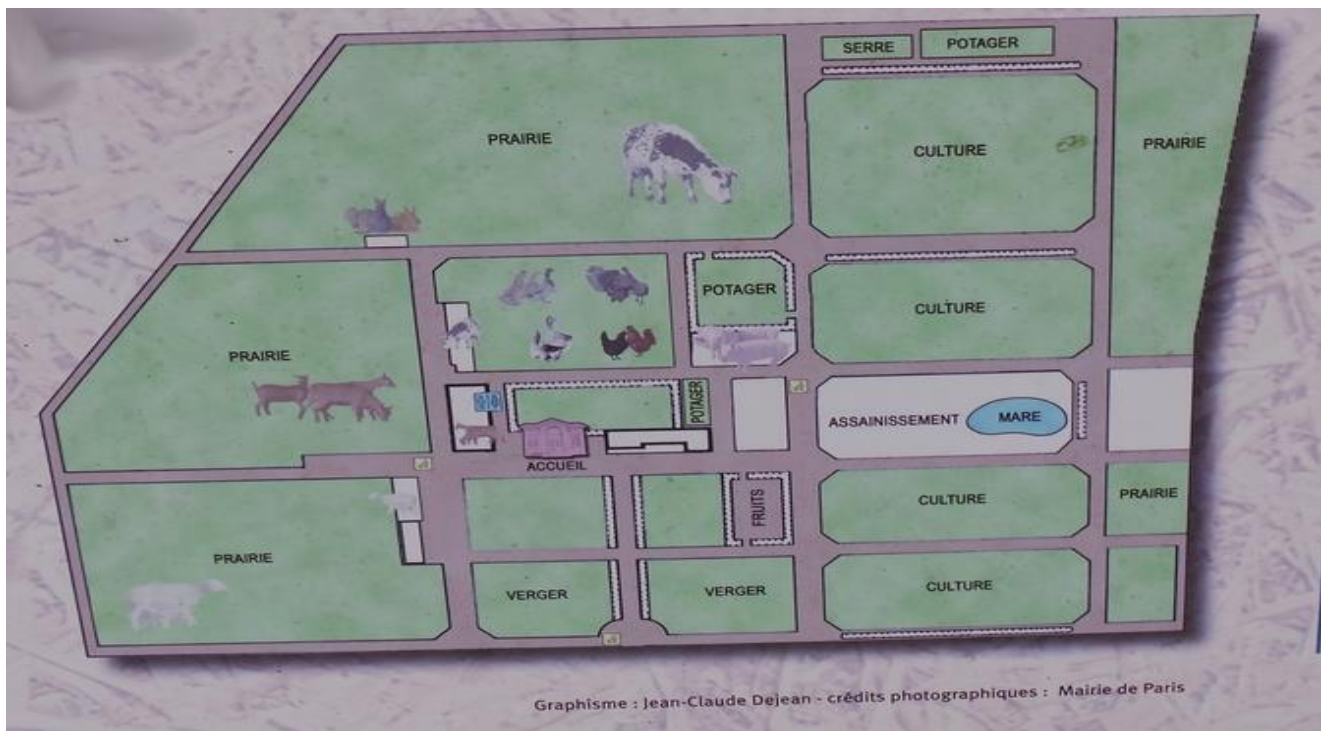 SERRE
POTAGER
PRAIRIE
CULTURE
PRAIRIE
POTAGER
CULTURE
PRAIRIE
POTAGER
ASSAINISSEMENT
MARE
ACCUEIL
FRUITS
CULTURE
PRAIRIE
PRAIRIE
VERGER
VERGER
CULTURE
Graphisme : Jean-Claude Dejean - crédits photographiques : Mairie de Paris